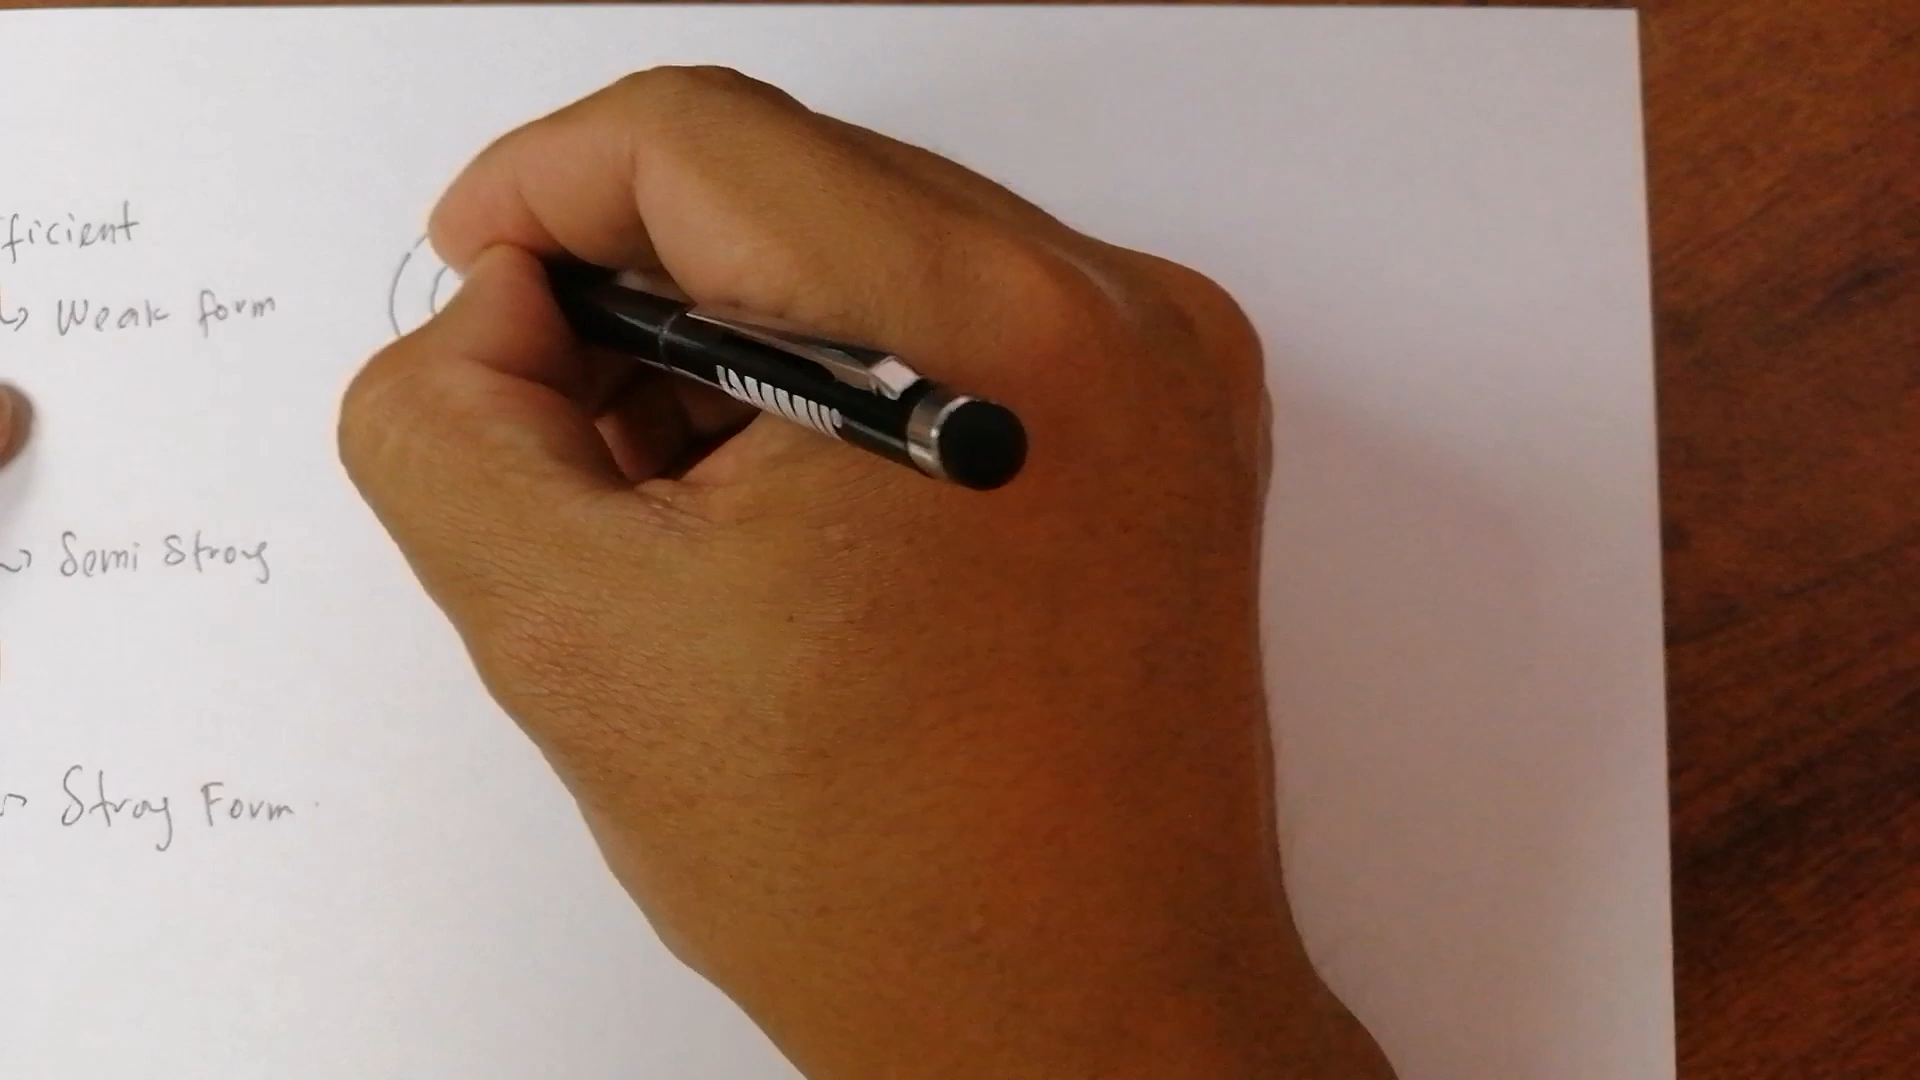 ficient
↳ Weak form
↳ Semi Strong
↳ Strong Form